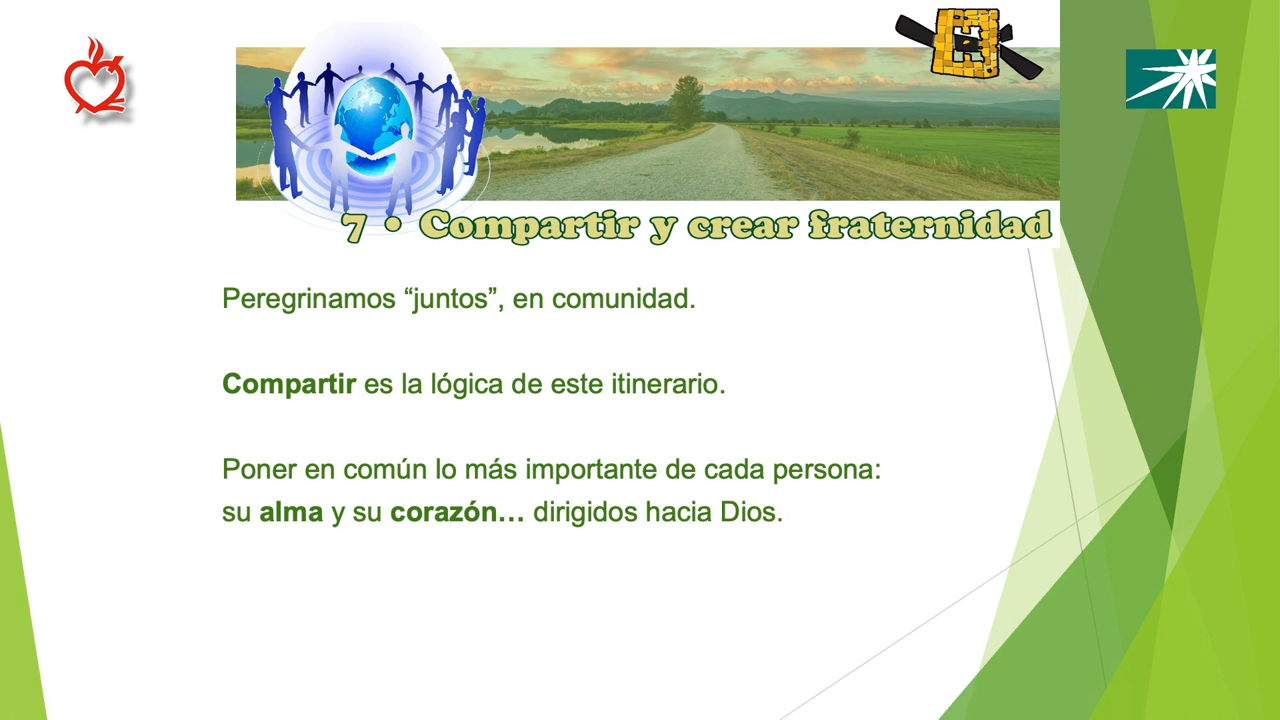 7 • Compartir y crear fraternidad
Peregrinamos “juntos”, en comunidad.
Compartir es la lógica de este itinerario.
Poner en común lo más importante de cada persona:
su alma y su corazón… dirigidos hacia Dios.